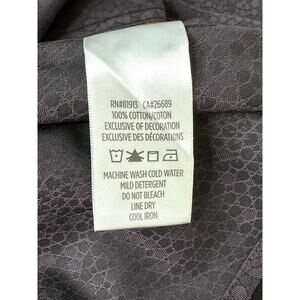 RN#81913 CA#26689
100% COTTON/COTON
EXCLUSIVE OF DECORATION
EXCLUSIVE DES DÉCORATIONS
MACHINE WASH COLD WATER
MILD DETERGENT
DO NOT BLEACH
LINE DRY
COOL IRON